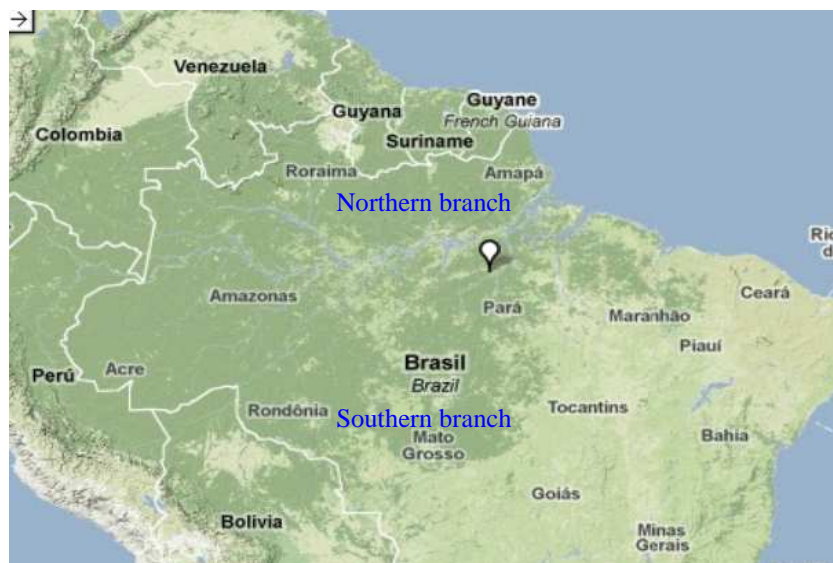 Venezuela
Guyana
Guyane
French Guiana
Colombia
Suriname
Roraima
Amapá
Northern branch
Amazonas
Pará
Ceará
Maranhão
Piauí
Brasil
Brazil
Perú
Acre
Rondônia
Southern branch
Tocantins
Mato
Grosso
Bahia
Goiás
Bolivia
Minas
Gerais